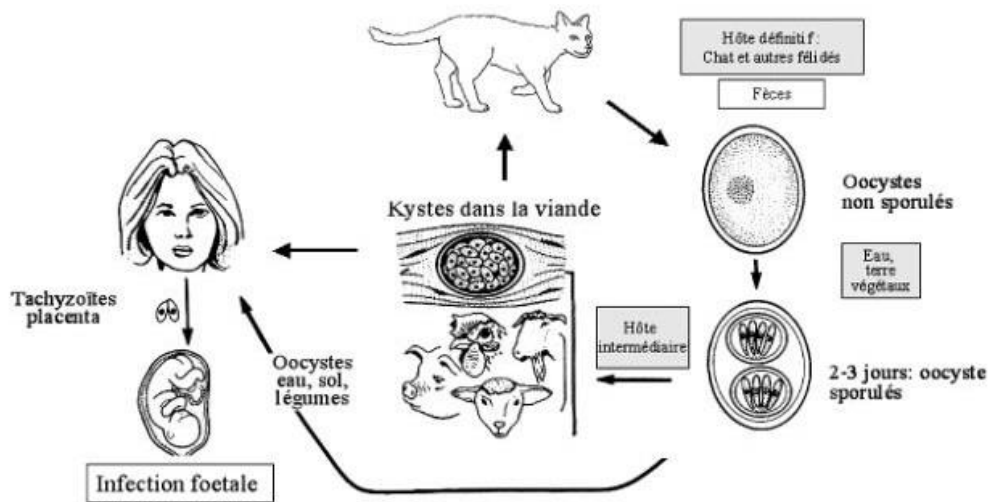 Hôte définitif :
Chat et autres félidés
Fèces
Oocystes
non sporulés
Kystes dans la viande
Eau,
terre
végétaux
Tachyzoïtes
placenta
Hôte
intermédiaire
Oocystes
eau, sol,
légumes
2-3 jours: oocyste
sporulés
Infection foetale